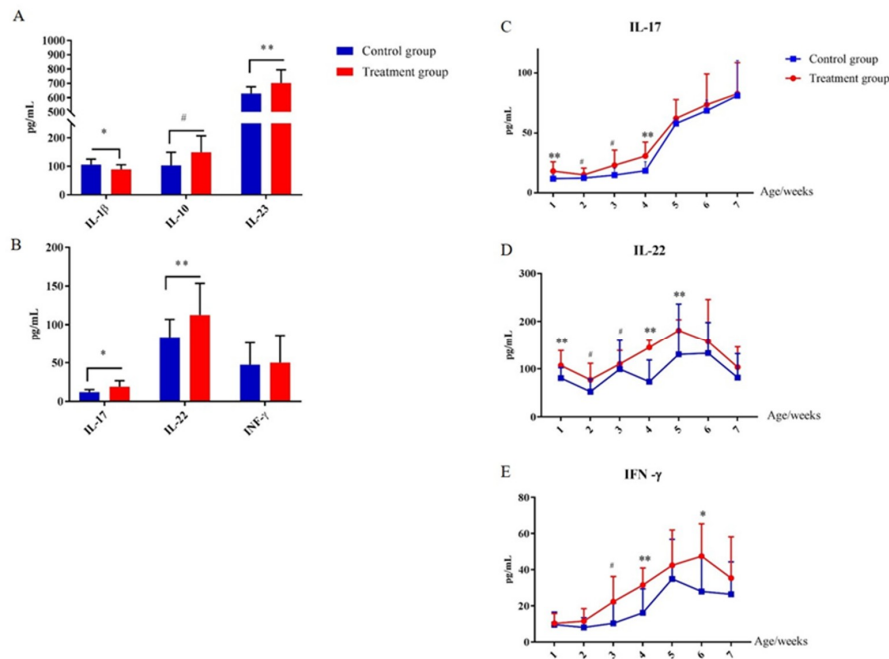 A
pg/mL
700
600
500
400
300
200
100
0
*
#
**
IL-1β
IL-10
IL-23
Control group
Treatment group
B
pg/mL
200
150
100
50
0
*
**
IL-17
IL-22
INF-γ
C
IL-17
pg/mL
100
50
0
**
#
#
**
1
2
3
4
5
6
7
Age/weeks
Control group
Treatment group
D
IL-22
pg/mL
300
200
100
0
**
#
#
**
**
1
2
3
4
5
6
7
Age/weeks
E
IFN -γ
pg/mL
80
60
40
20
0
#
**
*
1
2
3
4
5
6
7
Age/weeks